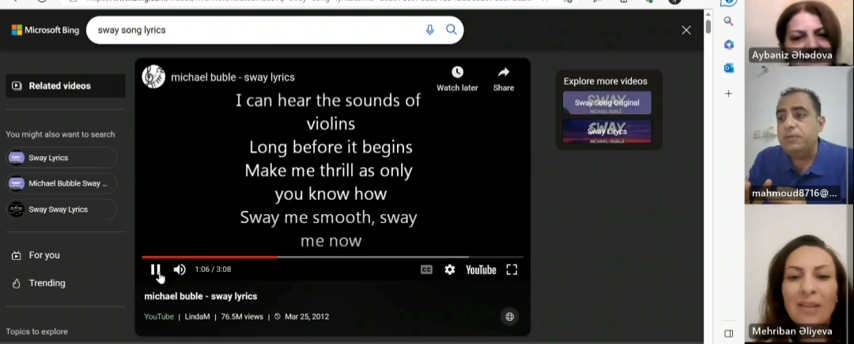 Microsoft Bing
sway song lyrics
Related videos
You might also want to search
Sway Lyrics
Michael Bubble Sway ...
Sway Sway Lyrics
For you
Trending
Topics to explore
michael buble - sway lyrics
Watch later
Share
I can hear the sounds of
violins
Long before it begins
Make me thrill as only
you know how
Sway me smooth, sway
me now
1:06 / 3:08
CC
YouTube
michael buble - sway lyrics
YouTube | LindaM | 76.5M views | Mar 25, 2012
Explore more videos
Sway Song Original
Sway Lyrics
Aybəniz Əhədova
mahmoud8716@...
Mehriban Əliyeva